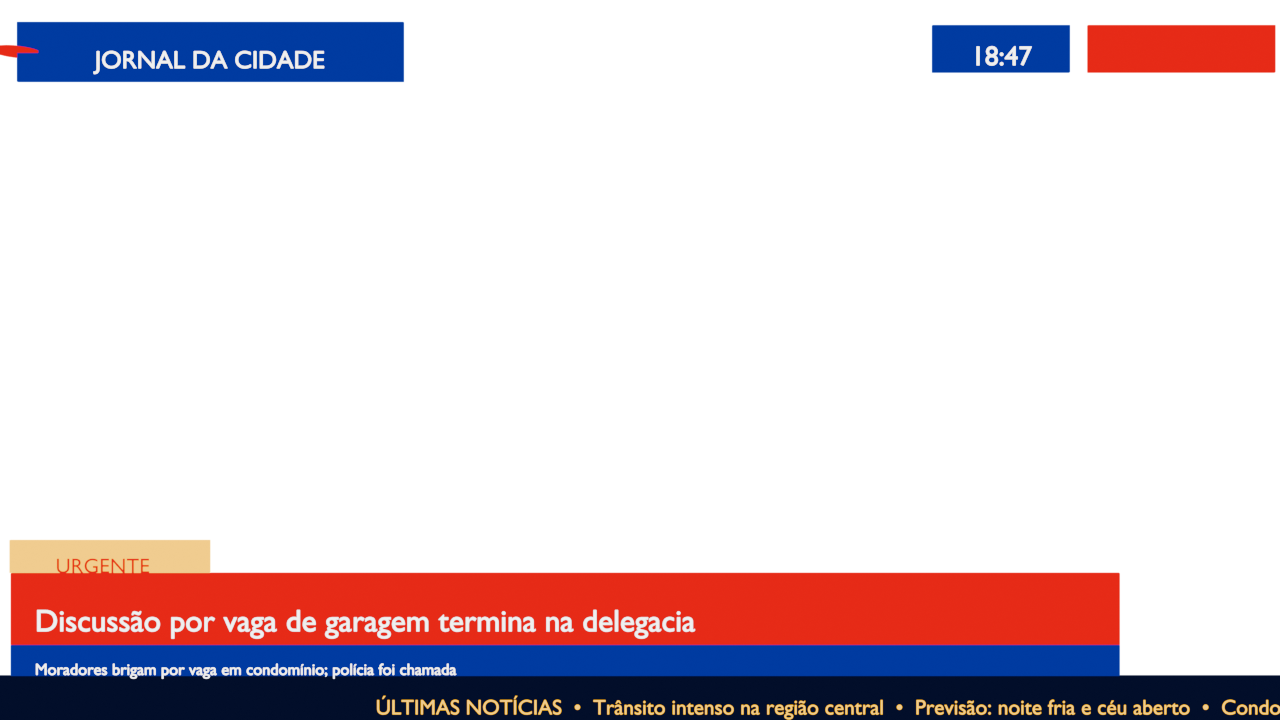 JORNAL DA CIDADE
18:47
URGENTE
Discussão por vaga de garagem termina na delegacia
Moradores brigam por vaga em condomínio; polícia foi chamada
ÚLTIMAS NOTÍCIAS • Trânsito intenso na região central • Previsão: noite fria e céu aberto • Condo